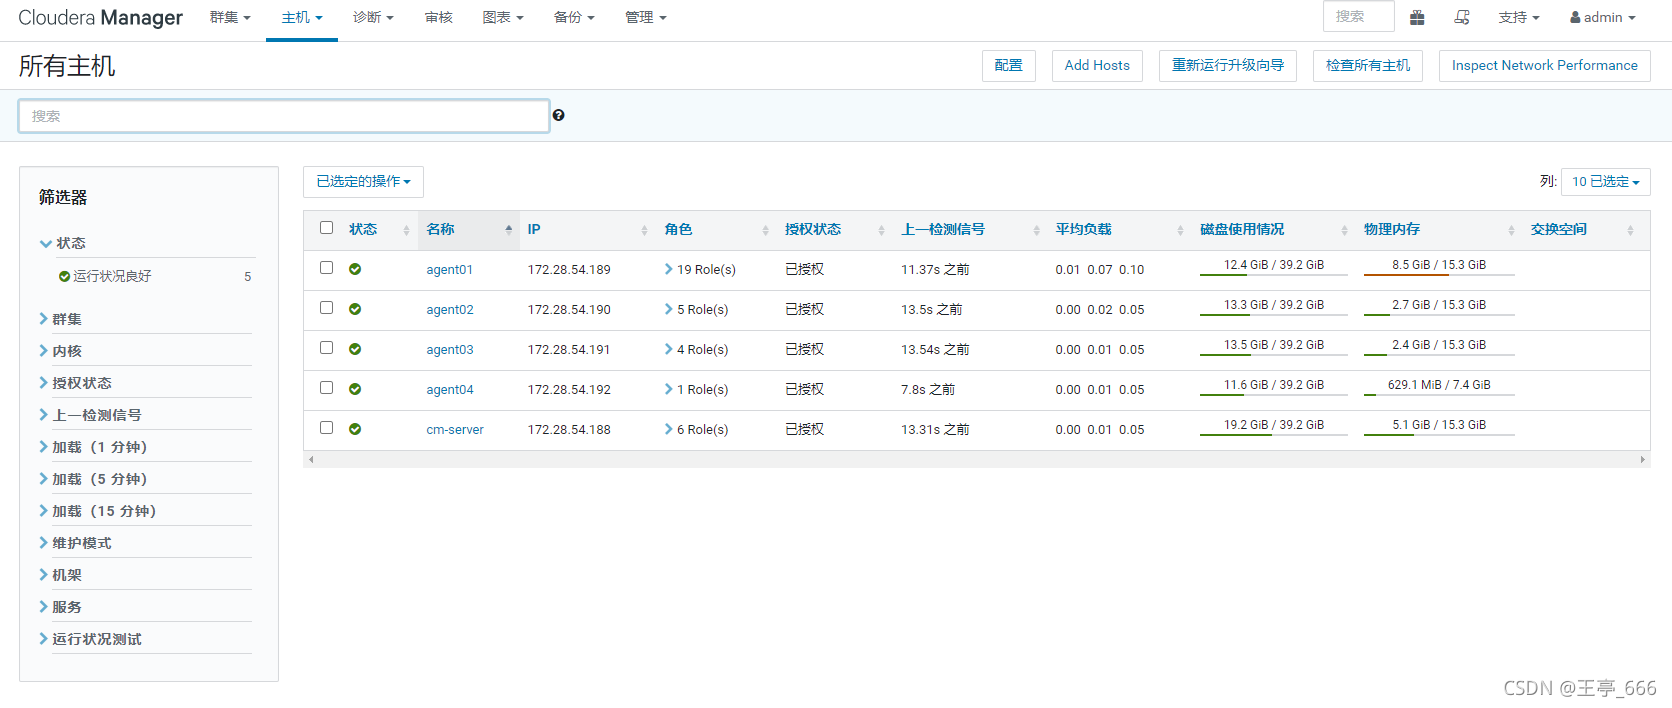 Cloudera Manager 群集 主机 诊断 审核 图表 备份 管理 搜索 支持 admin
所有主机 配置 Add Hosts 重新运行升级向导 检查所有主机 Inspect Network Performance
搜索
筛选器
状态
运行状况良好 5
群集
内核
授权状态
上一检测信号
加载（1 分钟）
加载（5 分钟）
加载（15 分钟）
维护模式
机架
服务
运行状况测试
已选定的操作 列: 10 已选定
状态 名称 IP 角色 授权状态 上一检测信号 平均负载 磁盘使用情况 物理内存 交换空间
agent01 172.28.54.189 19 Role(s) 已授权 11.37s 之前 0.01 0.07 0.10 12.4 GiB / 39.2 GiB 8.5 GiB / 15.3 GiB
agent02 172.28.54.190 5 Role(s) 已授权 13.5s 之前 0.00 0.02 0.05 13.3 GiB / 39.2 GiB 2.7 GiB / 15.3 GiB
agent03 172.28.54.191 4 Role(s) 已授权 13.54s 之前 0.00 0.01 0.05 13.5 GiB / 39.2 GiB 2.4 GiB / 15.3 GiB
agent04 172.28.54.192 1 Role(s) 已授权 7.8s 之前 0.00 0.01 0.05 11.6 GiB / 39.2 GiB 629.1 MiB / 7.4 GiB
cm-server 172.28.54.188 6 Role(s) 已授权 13.31s 之前 0.00 0.01 0.05 19.2 GiB / 39.2 GiB 5.1 GiB / 15.3 GiB
CSDN @王亭_666